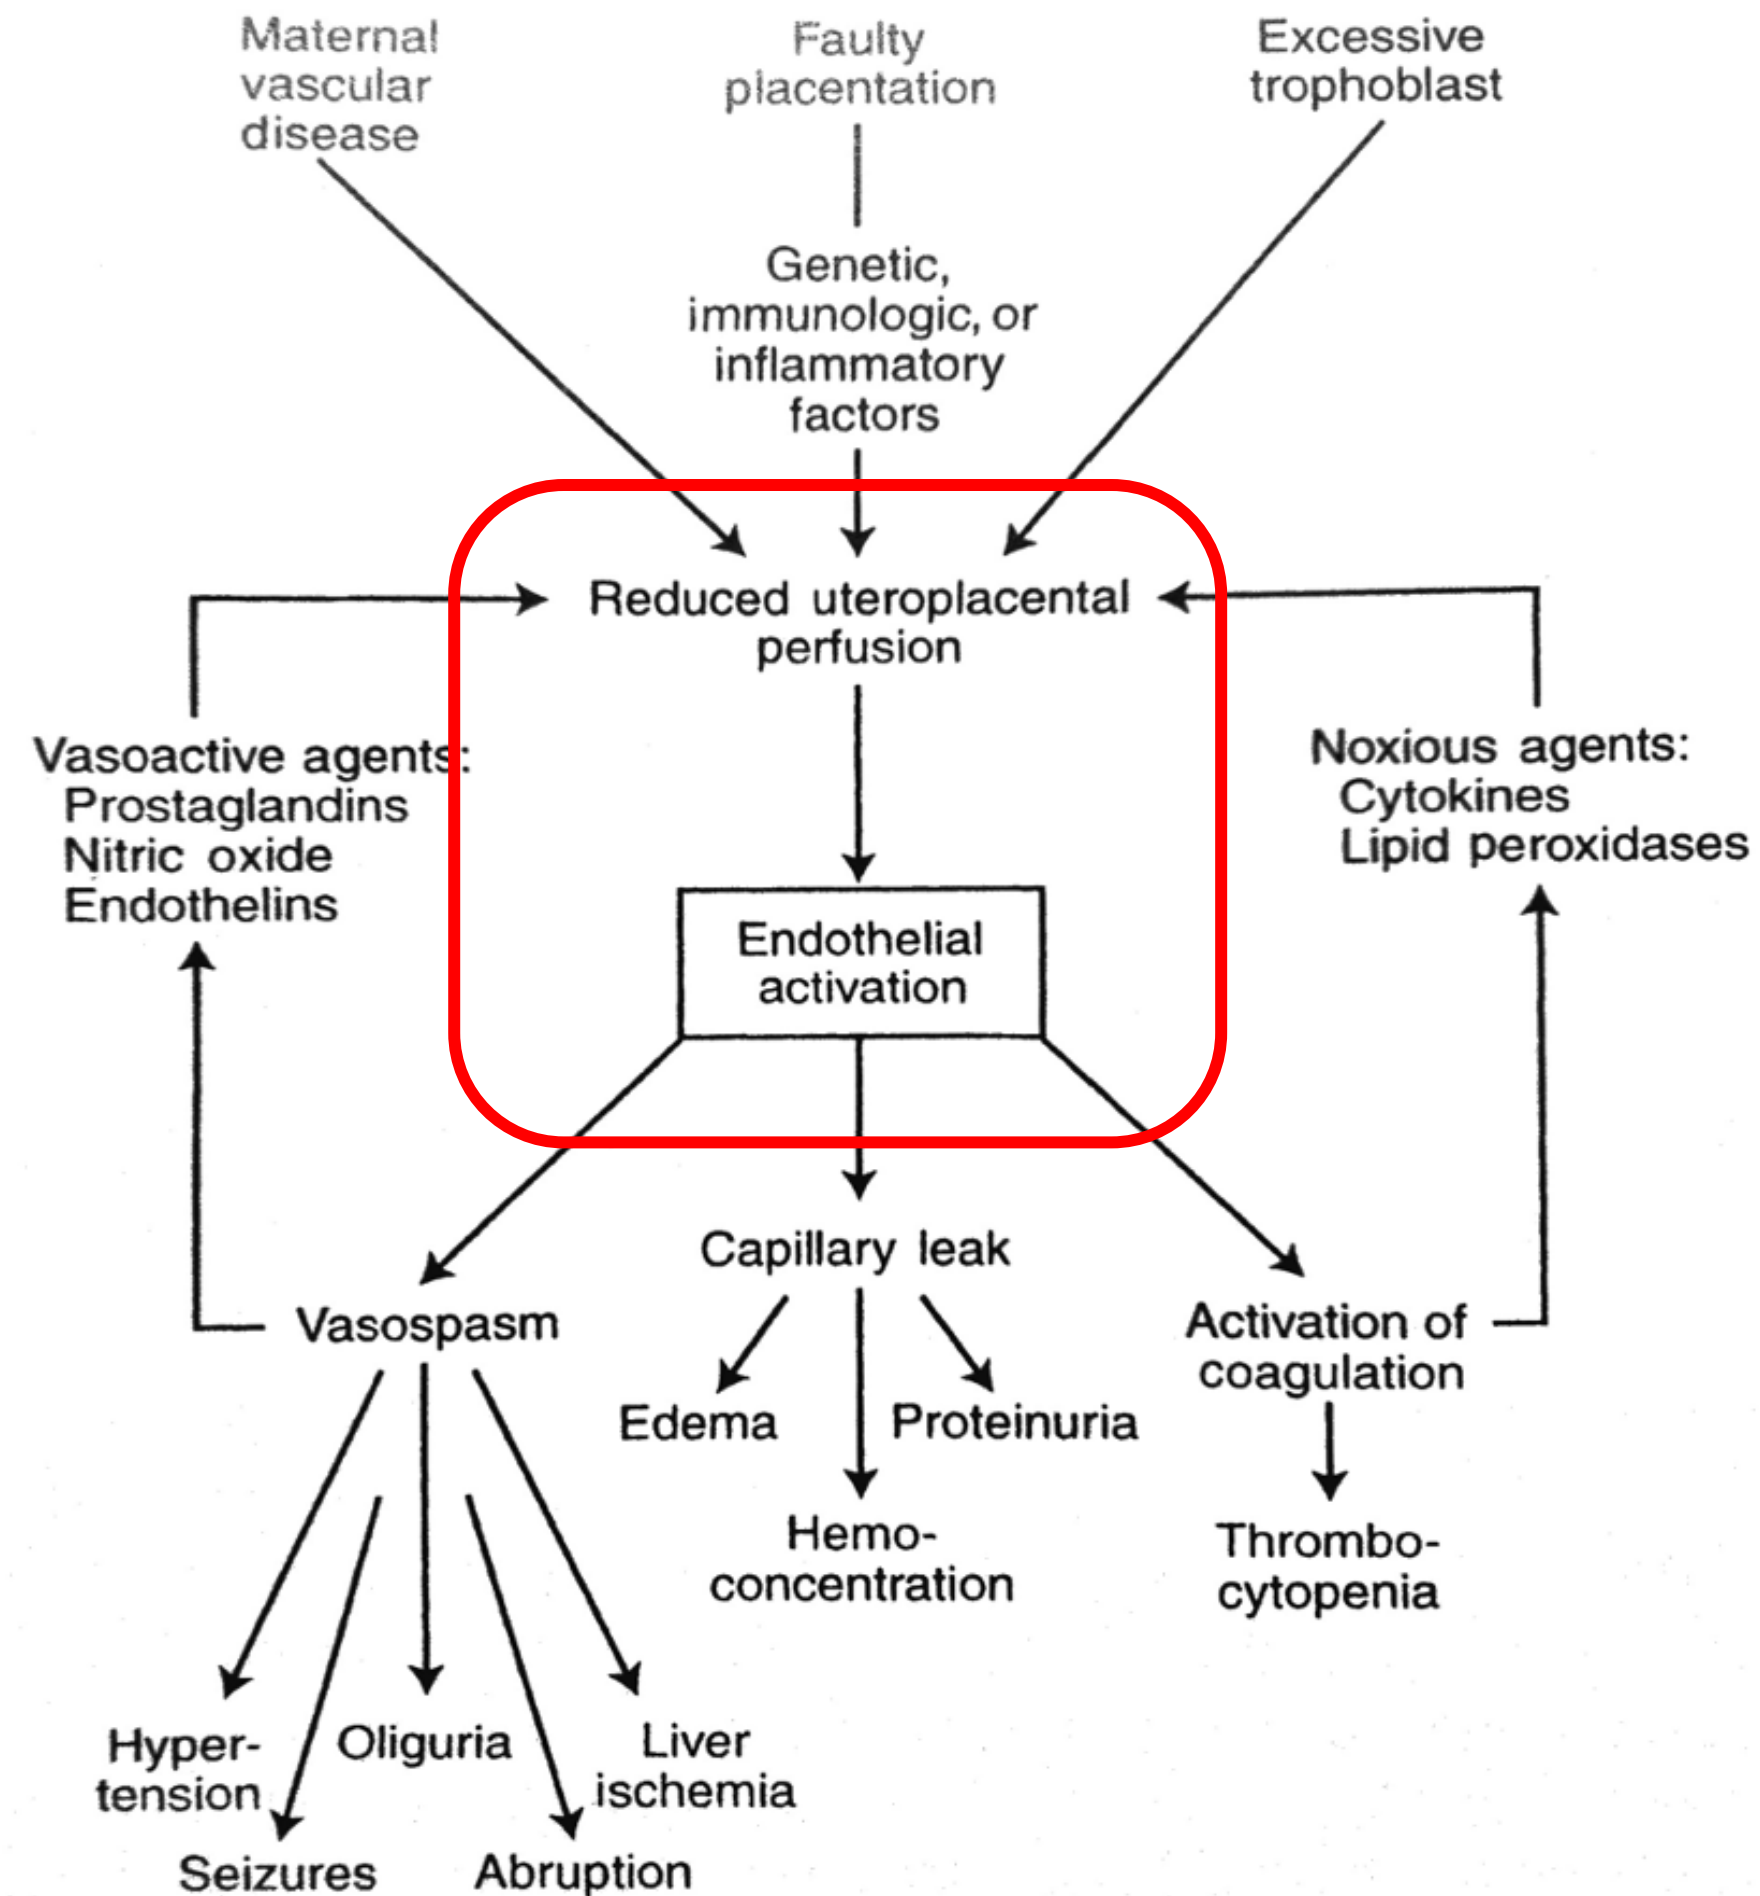 Maternal
vascular
disease
Faulty
placentation
Excessive
trophoblast
Genetic,
immunologic, or
inflammatory
factors
Reduced uteroplacental
perfusion
Vasoactive agents:
Prostaglandins
Nitric oxide
Endothelins
Noxious agents:
Cytokines
Lipid peroxidases
Endothelial
activation
Vasospasm
Capillary leak
Activation of
coagulation
Edema
Proteinuria
Hemo-
concentration
Thrombo-
cytopenia
Hyper-
tension
Oliguria
Liver
ischemia
Seizures
Abruption